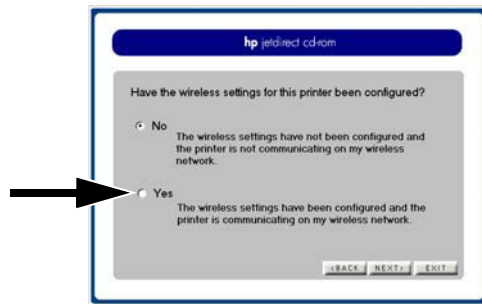 hp jetdirect cd-rom
Have the wireless settings for this printer been configured?
No
The wireless settings have not been configured and
the printer is not communicating on my wireless
network.
Yes
The wireless settings have been configured and the
printer is communicating on my wireless network.
<BACK NEXT> EXIT